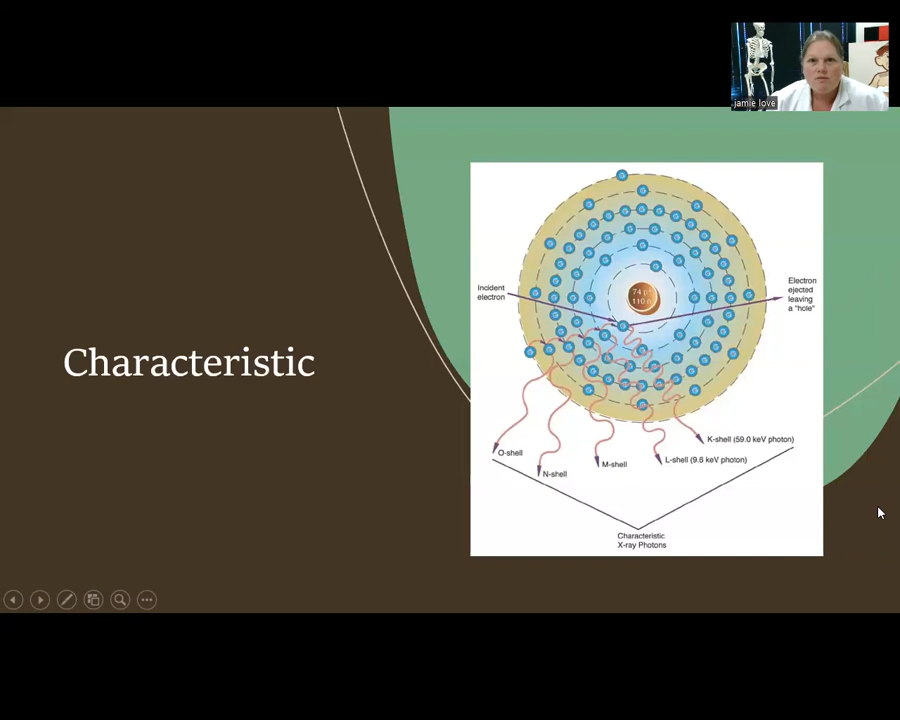 jamie love
Characteristic
Incident
electron
74 p⁺
110 n
Electron
ejected
leaving
a "hole"
K-shell (59.0 keV photon)
O-shell
M-shell
L-shell (9.8 keV photon)
N-shell
Characteristic
X-ray Photons